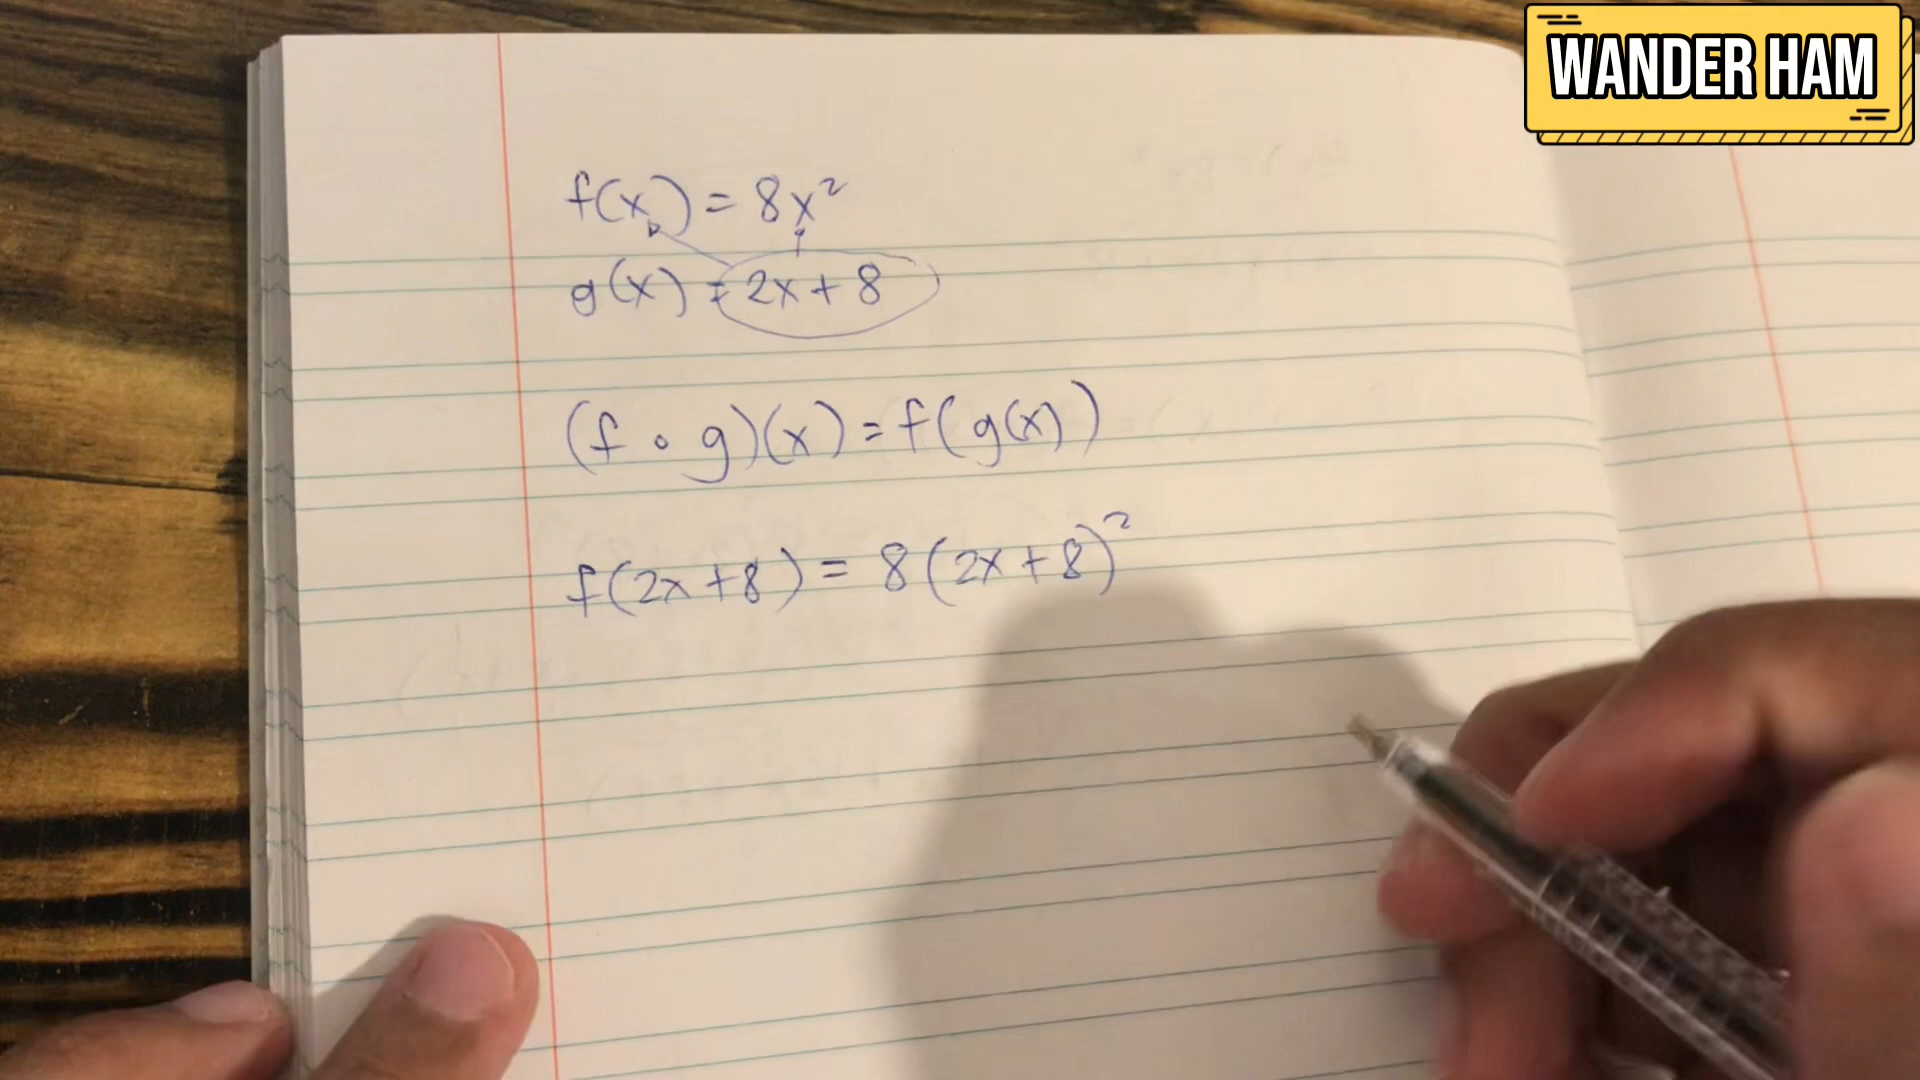 WANDER HAM
f(x) = 8x²
g(x) = 2x + 8
(f ∘ g)(x) = f(g(x))
f(2x + 8) = 8(2x + 8)²